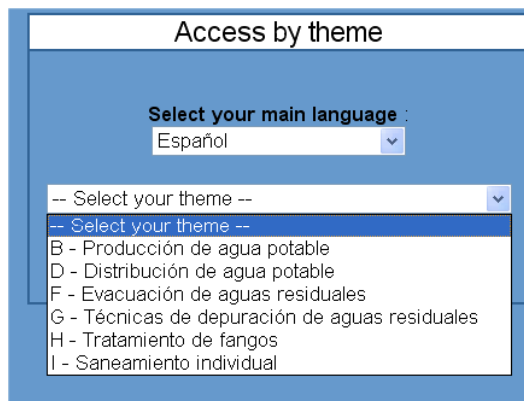 Access by theme
Select your main language :
Español
-- Select your theme --
-- Select your theme --
B - Producción de agua potable
D - Distribución de agua potable
F - Evacuación de aguas residuales
G - Técnicas de depuración de aguas residuales
H - Tratamiento de fangos
I - Saneamiento individual